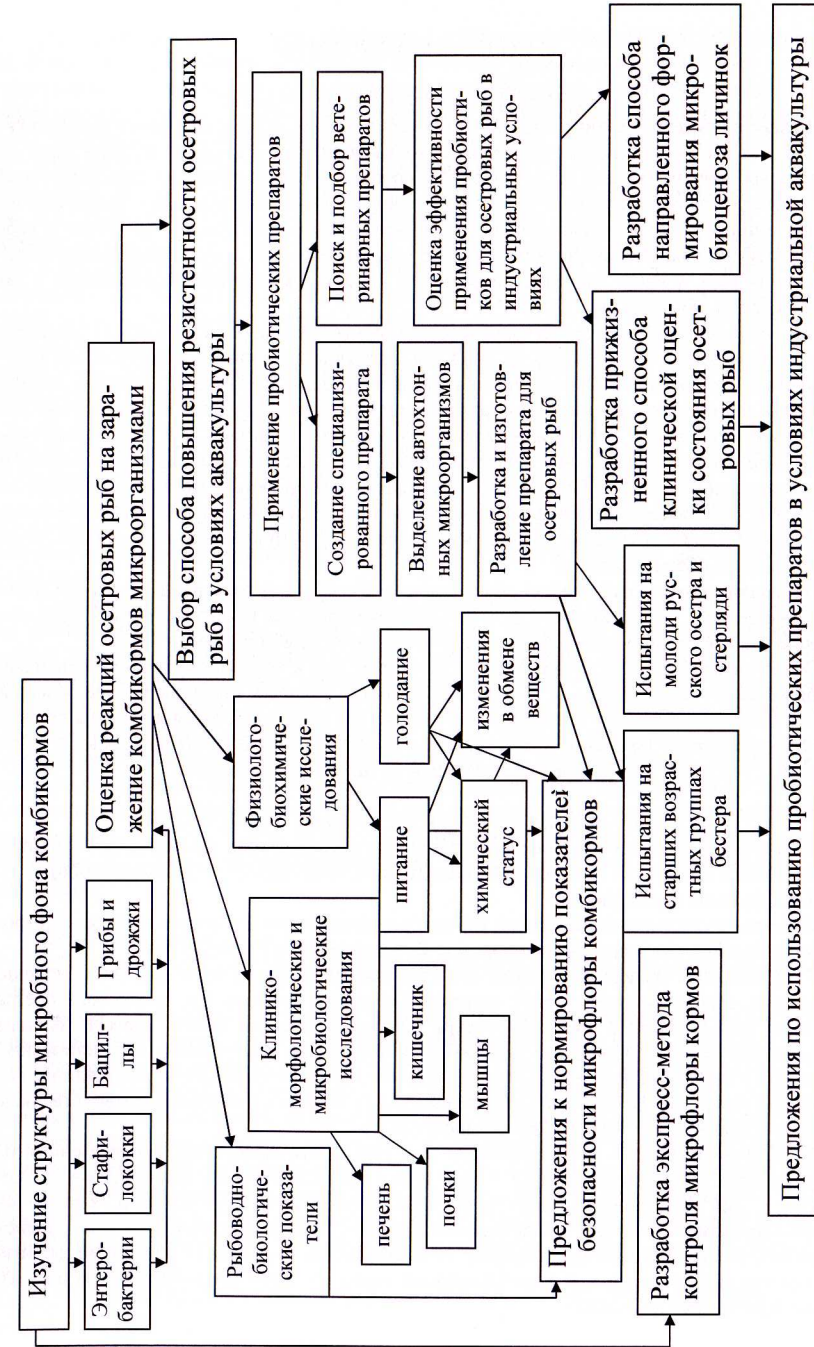 Изучение структуры микробного фона комбикормов
Энтеро-
бактерии
Стафи-
лококки
Бацил-
лы
Грибы и
дрожжи
Оценка реакций осетровых рыб на зара-
жение комбикормов микроорганизмами
Выбор способа повышения резистентности осетровых
рыб в условиях аквакультуры
Рыбоводно-
биологиче-
ские показа-
тели
Клинико-
морфологические и
микробиологические
исследования
Физиолого-
биохимиче-
ские иссле-
дования
Применение пробиотических препаратов
печень
почки
мышцы
кишечник
питание
голодание
химический
статус
изменения
в обмене
веществ
Создание специализи-
рованного препарата
Поиск и подбор вете-
ринарных препаратов
Выделение автохтон-
ных микроорганизмов
Разработка и изготов-
ление препарата для
осетровых рыб
Оценка эффективности
применения пробиоти-
ков для осетровых рыб в
индустриальных усло-
виях
Предложения к нормированию показателей
безопасности микрофлоры комбикормов
Разработка экспресс-метода
контроля микрофлоры кормов
Испытания на
старших возрас-
тных группах
бестера
Испытания на
молоди рус-
ского осетра и
стерляди
Разработка прижиз-
ненного способа
клинической оцен-
ки состояния осет-
ровых рыб
Разработка способа
направленного фор-
мирования микро-
биоценоза личинок
Предложения по использованию пробиотических препаратов в условиях индустриальной аквакультуры